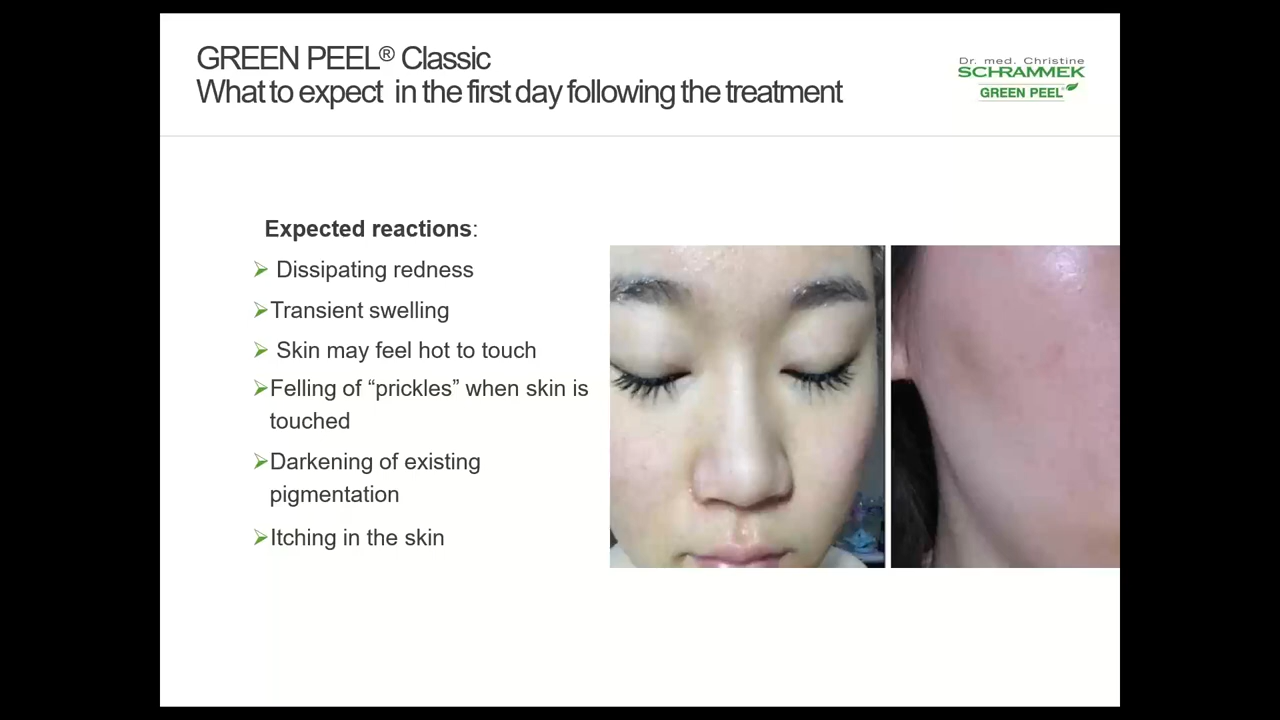 GREEN PEEL® Classic
What to expect in the first day following the treatment
Dr. med. Christine
SCHRAMMEK
GREEN PEEL®
Expected reactions:
➢ Dissipating redness
➢Transient swelling
➢ Skin may feel hot to touch
➢Felling of “prickles” when skin is
touched
➢Darkening of existing
pigmentation
➢Itching in the skin